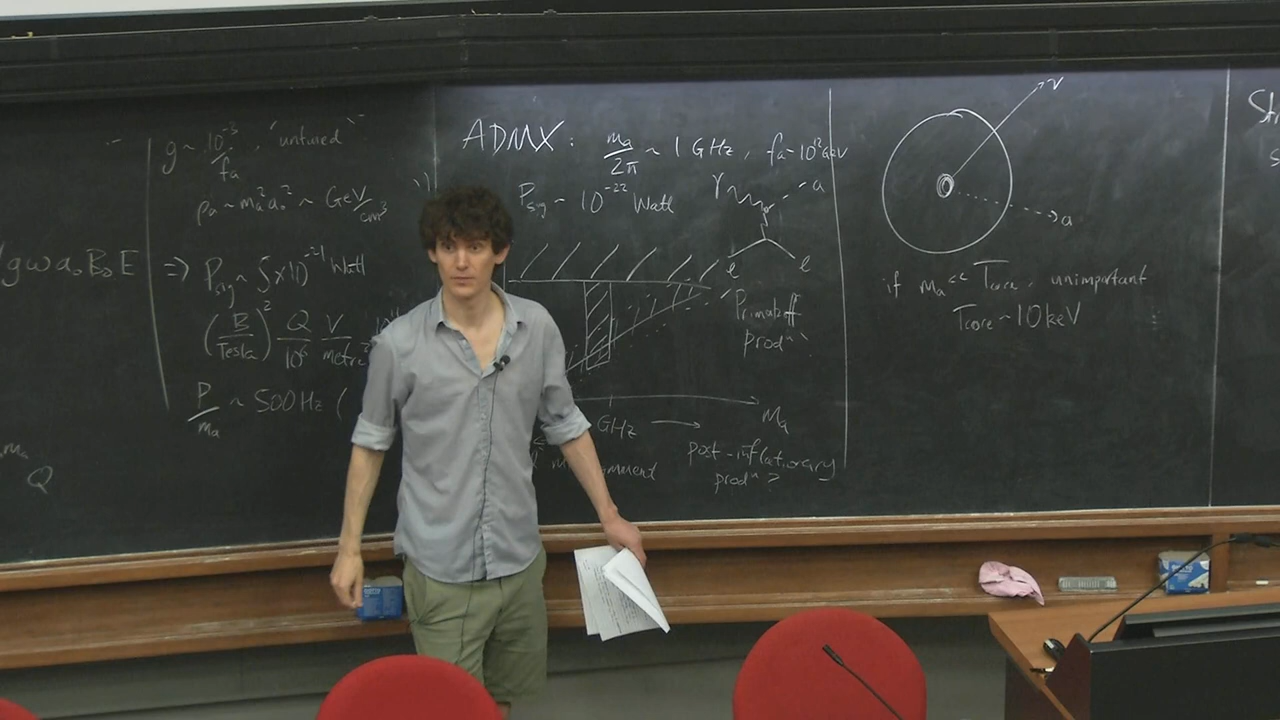 g ~ 10^-3 / fa , 'untuned'
ρa ~ ma² a₀² ~ GeV/cm³
gωa₀B₀E
=> Psig ~ 5×10^-21 Watt
(B/Tesla)² Q/10⁶ V/metre³
P/ma ~ 500 Hz (
ma
Q
ADMX : ma/2π ~ 1 GHz , fa ~ 10^12 GeV
Psig ~ 10^-22 Watt
γ
a
e
e
Primakoff
prodⁿ
GHz
ma
post-inflationary
prodⁿ ?
ν
a
if ma << Tcore, unimportant
Tcore ~ 10 keV